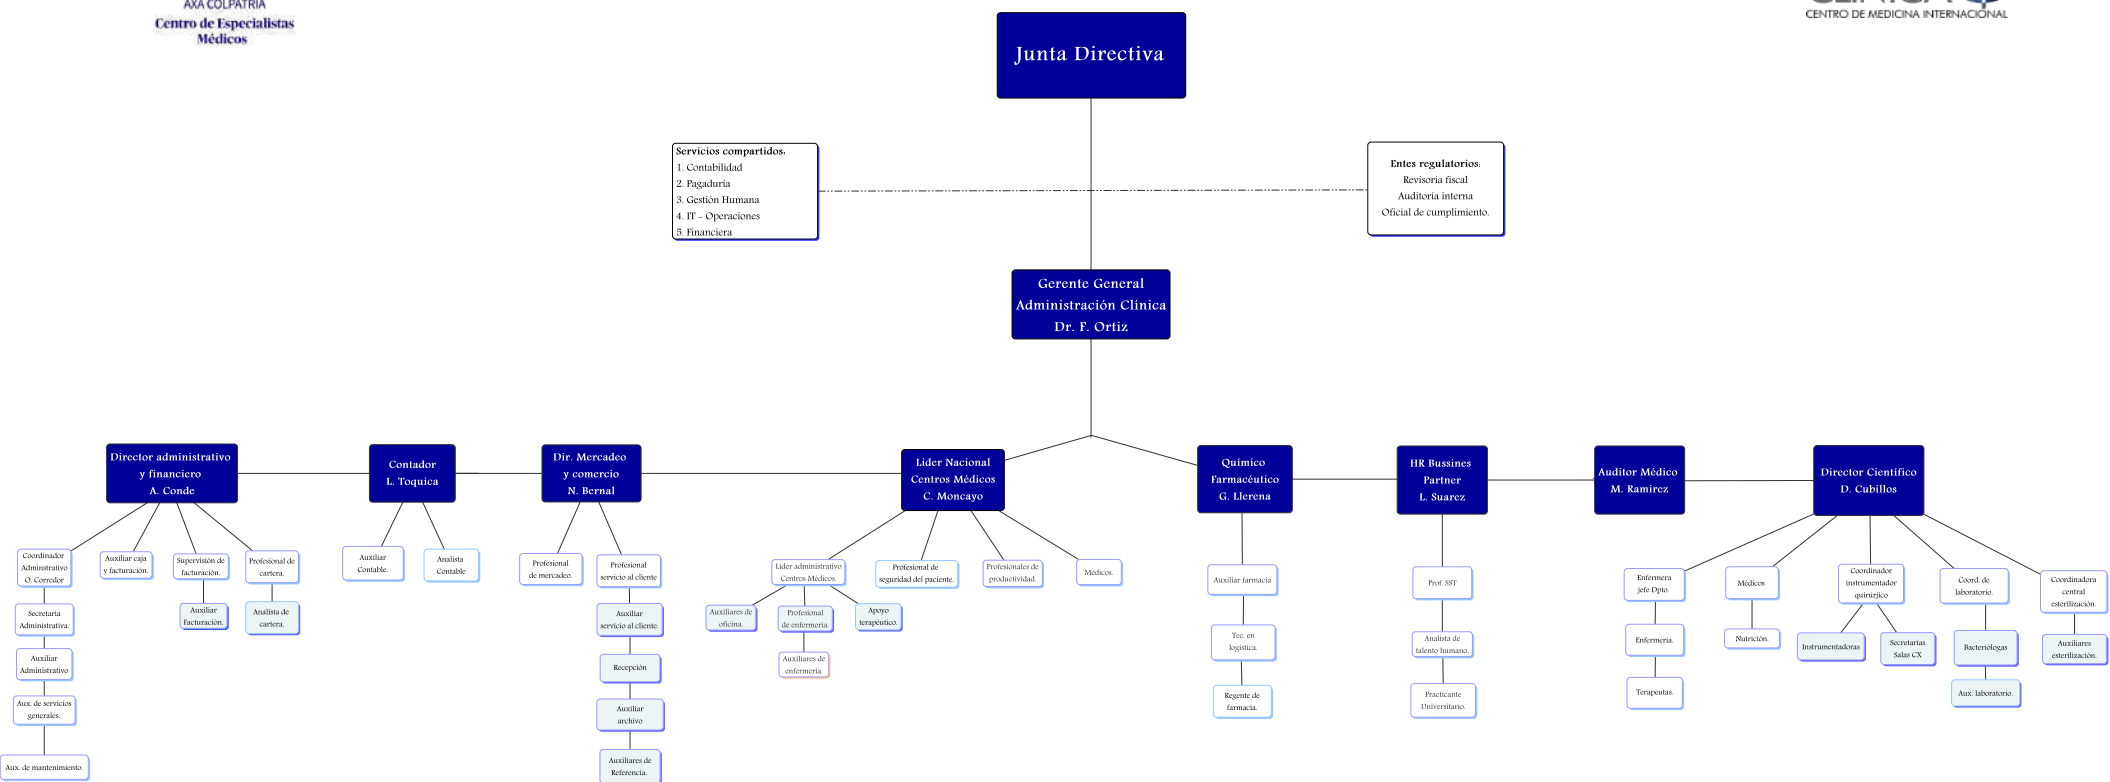 AXA COLPATRIA
Centro de Especialistas
Médicos
CENTRO DE MEDICINA INTERNACIONAL
Junta Directiva
Servicios compartidos.
1. Contabilidad
2. Pagaduría
3. Gestión Humana
4. IT - Operaciones
5. Financiera
Entes regulatorios.
Revisoria fiscal
Auditoría interna
Oficial de cumplimiento.
Gerente General
Administración Clínica
Dr. F. Ortiz
Director administrativo
y financiero
A. Conde
Contador
L. Toquica
Dir. Mercadeo
y comercio
N. Bernal
Lider Nacional
Centros Médicos
C. Moncayo
Químico
Farmacéutico
G. Llerena
HR Bussines
Partner
L. Suarez
Auditor Médico
M. Ramirez
Director Científico
D. Cubillos
Coordinador
Adminstrativo
O. Corredor
Secretaria
Administrativa.
Auxiliar
Administrativo
Aux. de servicios
generales.
Aux. de mantenimiento.
Auxiliar caja
y facturación.
Supervisión de
facturación.
Auxiliar
Facturación.
Profesional de
cartera.
Analista de
cartera.
Auxiliar
Contable.
Analista
Contable
Profesional
de mercadeo.
Profesional
servicio al cliente
Auxiliar
servicio al cliente.
Recepción
Auxiliar
archivo
Auxiliares de
Referencia.
Lider administrativo
Centros Médicos.
Auxiliares de
oficina.
Profesional
de enfermeria.
Auxiliares de
enfermeria.
Apoyo
terapéutico.
Profesional de
seguridad del paciente.
Profesionales de
productividad.
Médicos.
Auxiliar farmacia
Tec. en
logistica.
Regente de
farmacia.
Prof. SST
Analista de
talento humano.
Practicante
Universitario.
Enfermera
jefe Dpto.
Enfermeria.
Terapeutas.
Médicos
Nutrición.
Coordinador
instrumentador
quirúrjico
Instrumentadoras
Secretarias
Salas CX
Coord. de
laboratorio.
Bacteriólogas
Aux. laboratorio.
Coordinadora
central
esterilización.
Auxiliares
esterilización.